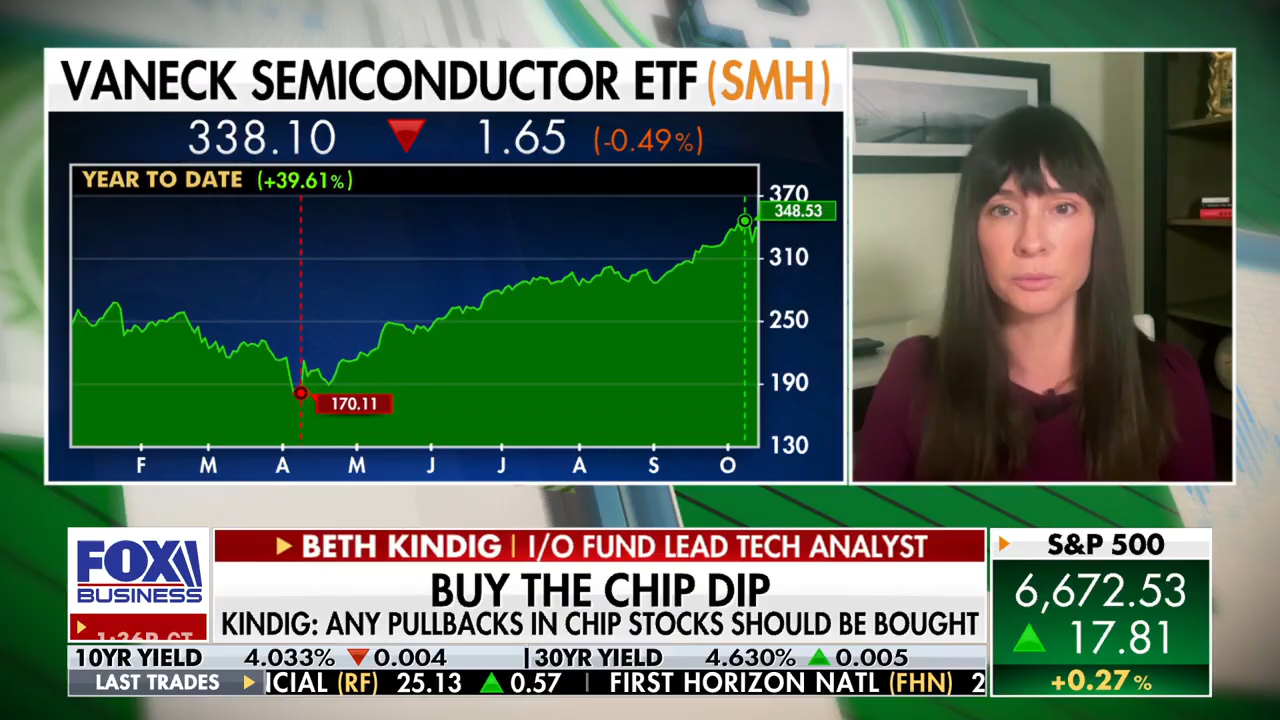 VANECK SEMICONDUCTOR ETF (SMH)
338.10 ▼ 1.65 (-0.49%)
YEAR TO DATE (+39.61%)
370
348.53
310
250
190
170.11
130
F M A M J J A S O
BETH KINDIG | I/O FUND LEAD TECH ANALYST
BUY THE CHIP DIP
KINDIG: ANY PULLBACKS IN CHIP STOCKS SHOULD BE BOUGHT
FOX
BUSINESS
S&P 500
6,672.53
▲ 17.81
+0.27%
10YR YIELD 4.033% ▼ 0.004 | 30YR YIELD 4.630% ▲ 0.005
LAST TRADES ICIAL (RF) 25.13 ▲ 0.57 | FIRST HORIZON NATL (FHN) 2